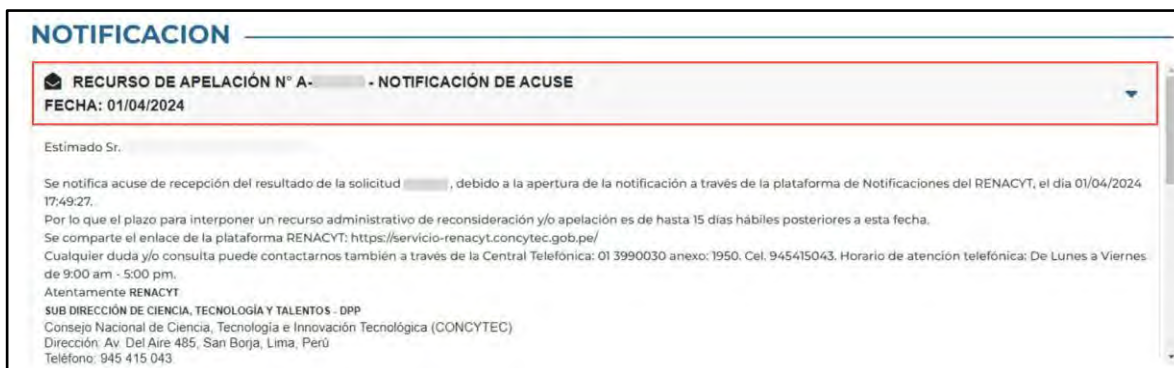 NOTIFICACION
RECURSO DE APELACIÓN N° A- - NOTIFICACIÓN DE ACUSE
FECHA: 01/04/2024
Estimado Sr.
Se notifica acuse de recepción del resultado de la solicitud , debido a la apertura de la notificación a través de la plataforma de Notificaciones del RENACYT, el día 01/04/2024
17:49:27.
Por lo que el plazo para interponer un recurso administrativo de reconsideración y/o apelación es de hasta 15 días hábiles posteriores a esta fecha.
Se comparte el enlace de la plataforma RENACYT: https://servicio-renacyt.concytec.gob.pe/
Cualquier duda y/o consulta puede contactarnos también a través de la Central Telefónica: 01 3990030 anexo: 1950. Cel. 945415043. Horario de atención telefónica: De Lunes a Viernes
de 9:00 am - 5:00 pm.
Atentamente RENACYT
SUB DIRECCIÓN DE CIENCIA, TECNOLOGÍA Y TALENTOS - DPP
Consejo Nacional de Ciencia, Tecnología e Innovación Tecnológica (CONCYTEC)
Dirección: Av. Del Aire 485, San Borja, Lima, Perú
Teléfono: 945 415 043